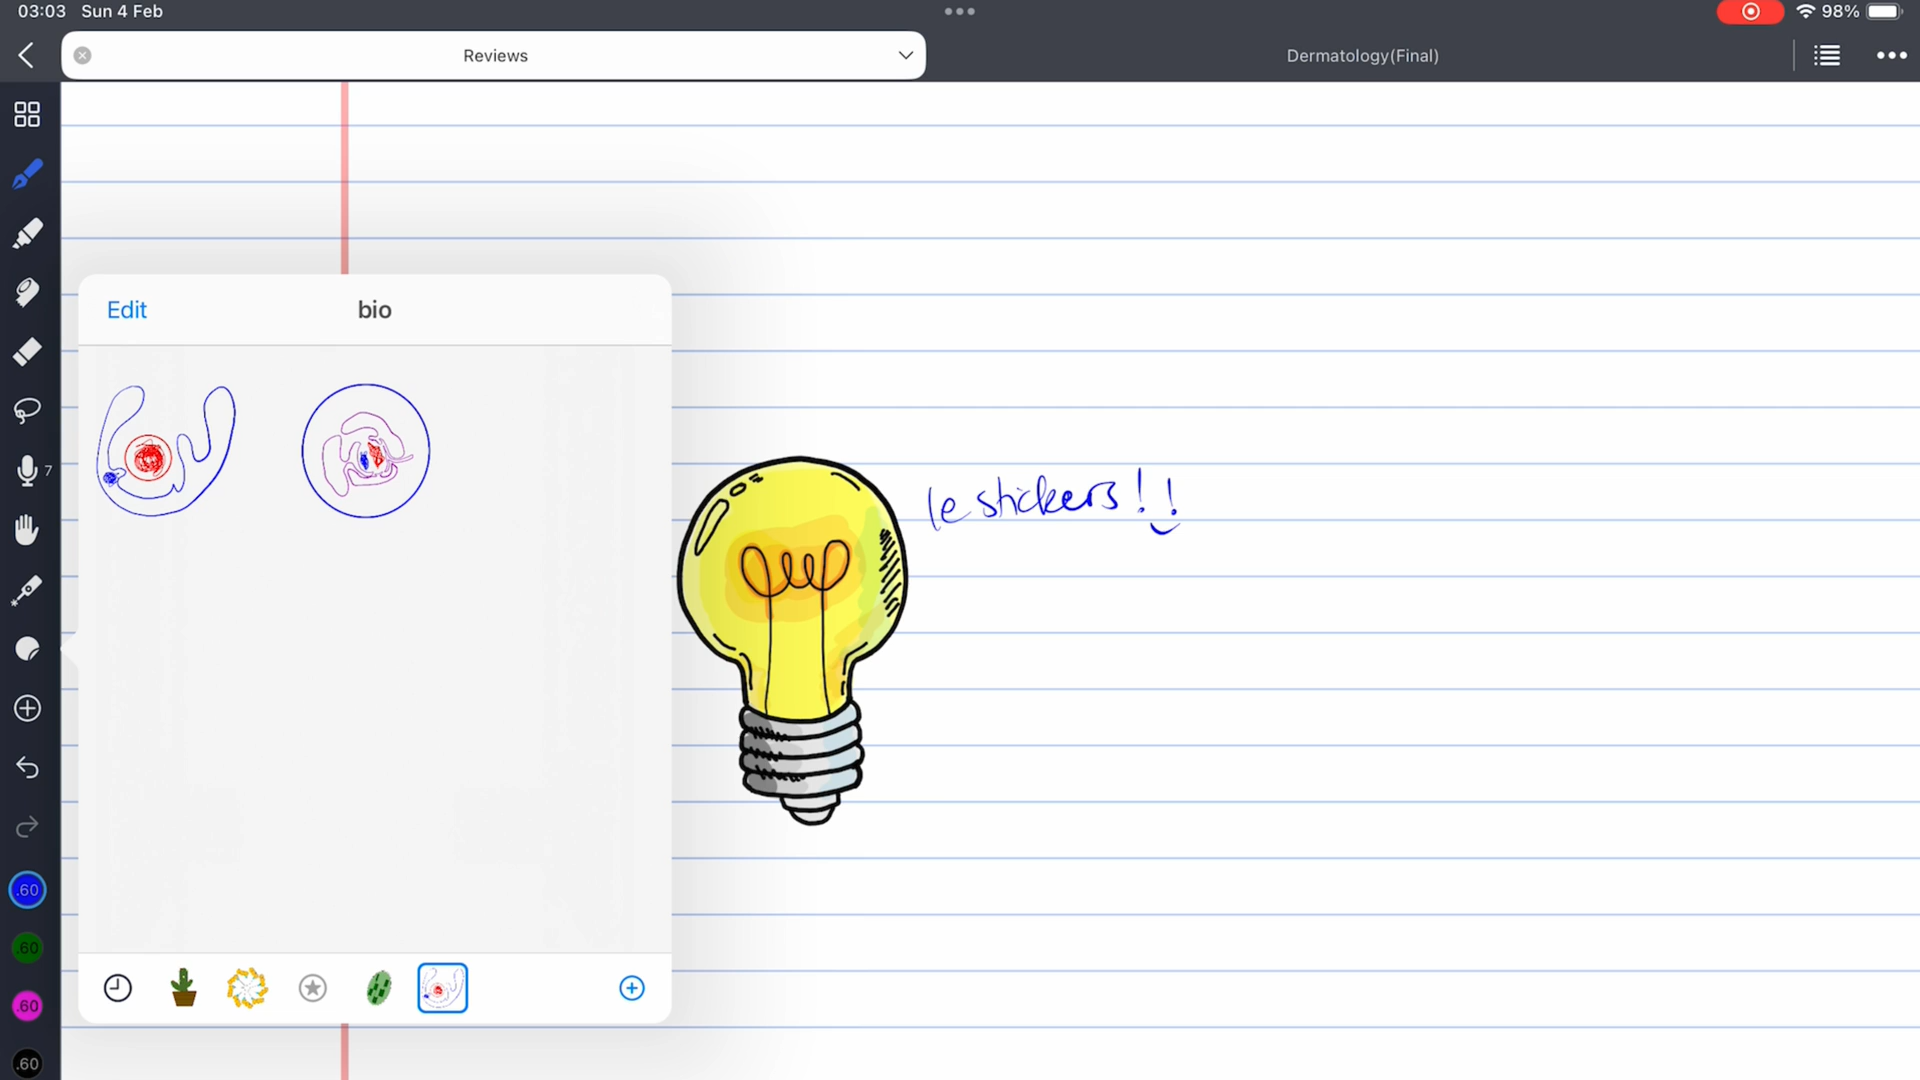 03:03 Sun 4 Feb
98%
Reviews
Dermatology(Final)
Edit
bio
7
le stickers!!
.60
.60
.60
.60